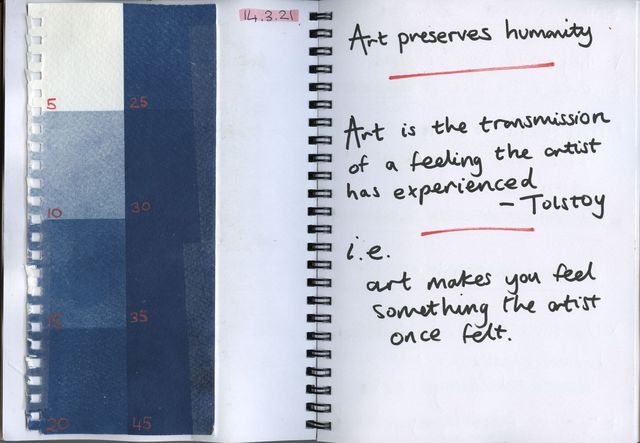 14.3.21
5
10
15
20
25
30
35
45
Art preserves humanity
Art is the transmission
of a feeling the artist
has experienced
– Tolstoy
i.e.
art makes you feel
something the artist
once felt.